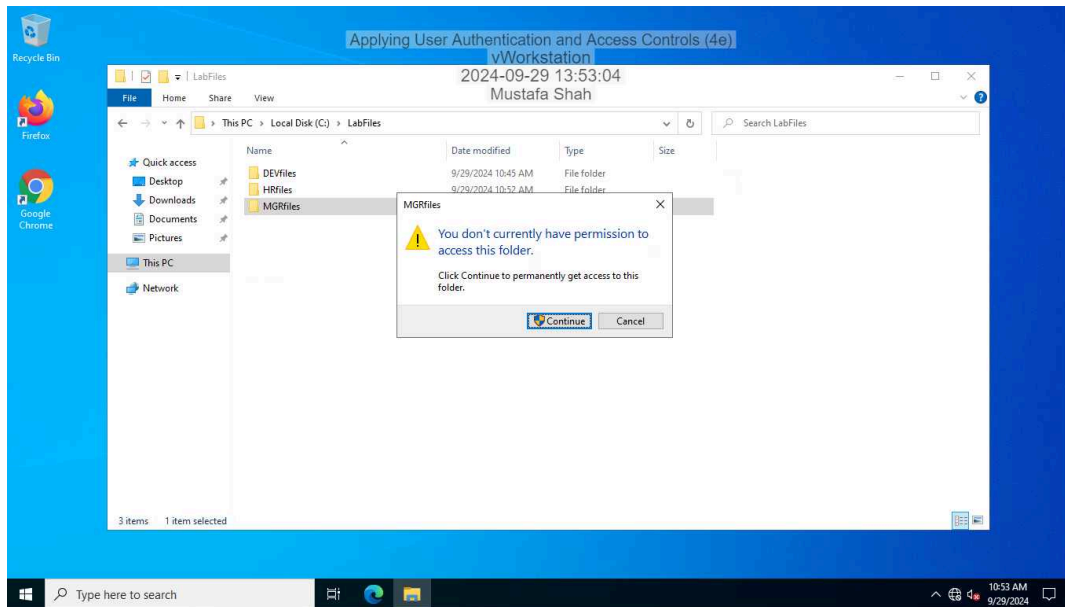 Recycle Bin
Applying User Authentication and Access Controls (4e)
vWorkstation
2024-09-29 13:53:04
Mustafa Shah
LabFiles
File Home Share View
This PC > Local Disk (C:) > LabFiles
Search LabFiles
Firefox
Google
Chrome
Quick access
Desktop
Downloads
Documents
Pictures
This PC
Network
Name Date modified Type Size
DEVfiles 9/29/2024 10:45 AM File folder
HRfiles 9/29/2024 10:52 AM File folder
MGRfiles
MGRfiles
You don't currently have permission to
access this folder.
Click Continue to permanently get access to this
folder.
Continue Cancel
3 items 1 item selected
Type here to search
10:53 AM
9/29/2024